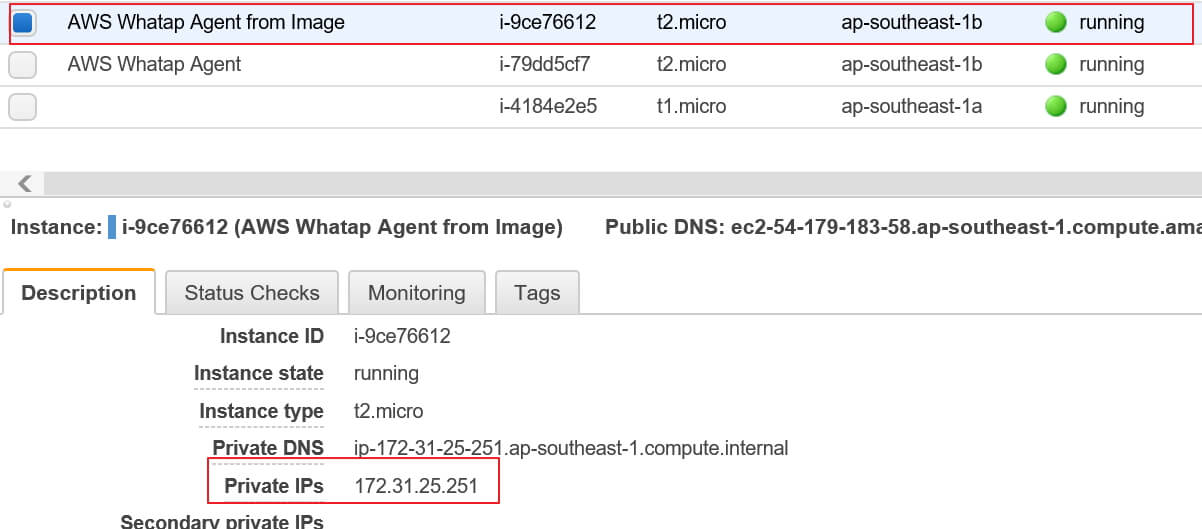 AWS Whatap Agent from Image i-9ce76612 t2.micro ap-southeast-1b running
AWS Whatap Agent i-79dd5cf7 t2.micro ap-southeast-1b running
i-4184e2e5 t1.micro ap-southeast-1a running
Instance: i-9ce76612 (AWS Whatap Agent from Image) Public DNS: ec2-54-179-183-58.ap-southeast-1.compute.ama
Description Status Checks Monitoring Tags
Instance ID i-9ce76612
Instance state running
Instance type t2.micro
Private DNS ip-172-31-25-251.ap-southeast-1.compute.internal
Private IPs 172.31.25.251
Secondary private IPs